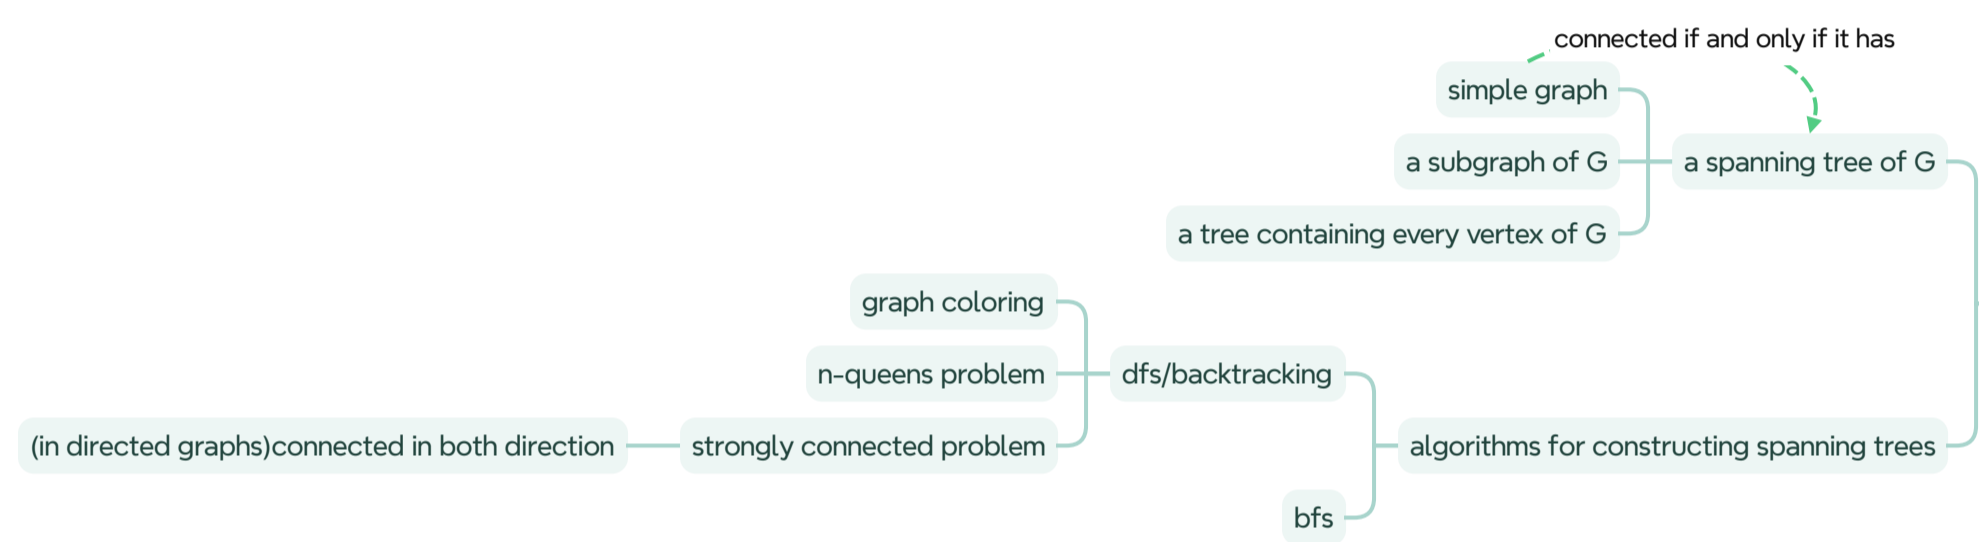 connected if and only if it has
simple graph
a subgraph of G
a spanning tree of G
a tree containing every vertex of G
graph coloring
n-queens problem
dfs/backtracking
(in directed graphs)connected in both direction
strongly connected problem
algorithms for constructing spanning trees
bfs